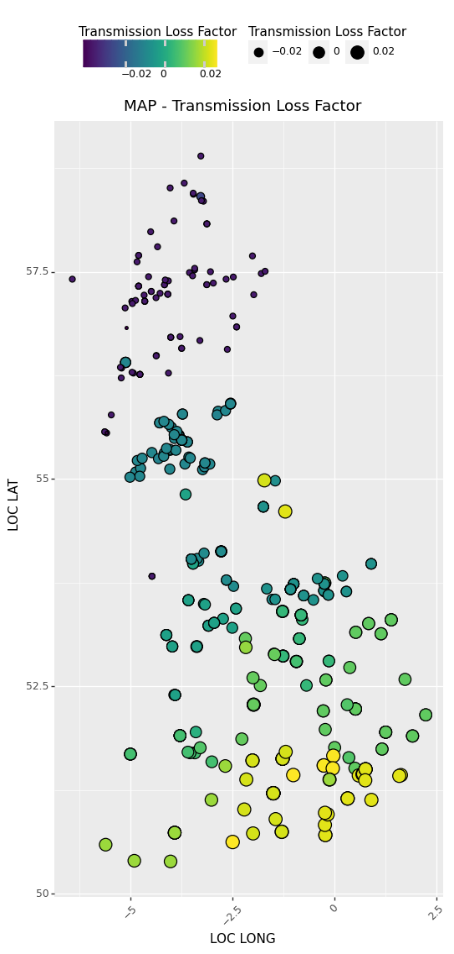 Transmission Loss Factor
−0.02 0 0.02
Transmission Loss Factor
−0.02 0 0.02
MAP - Transmission Loss Factor
LOC LAT
57.5
55
52.5
50
−5 −2.5 0 2.5
LOC LONG